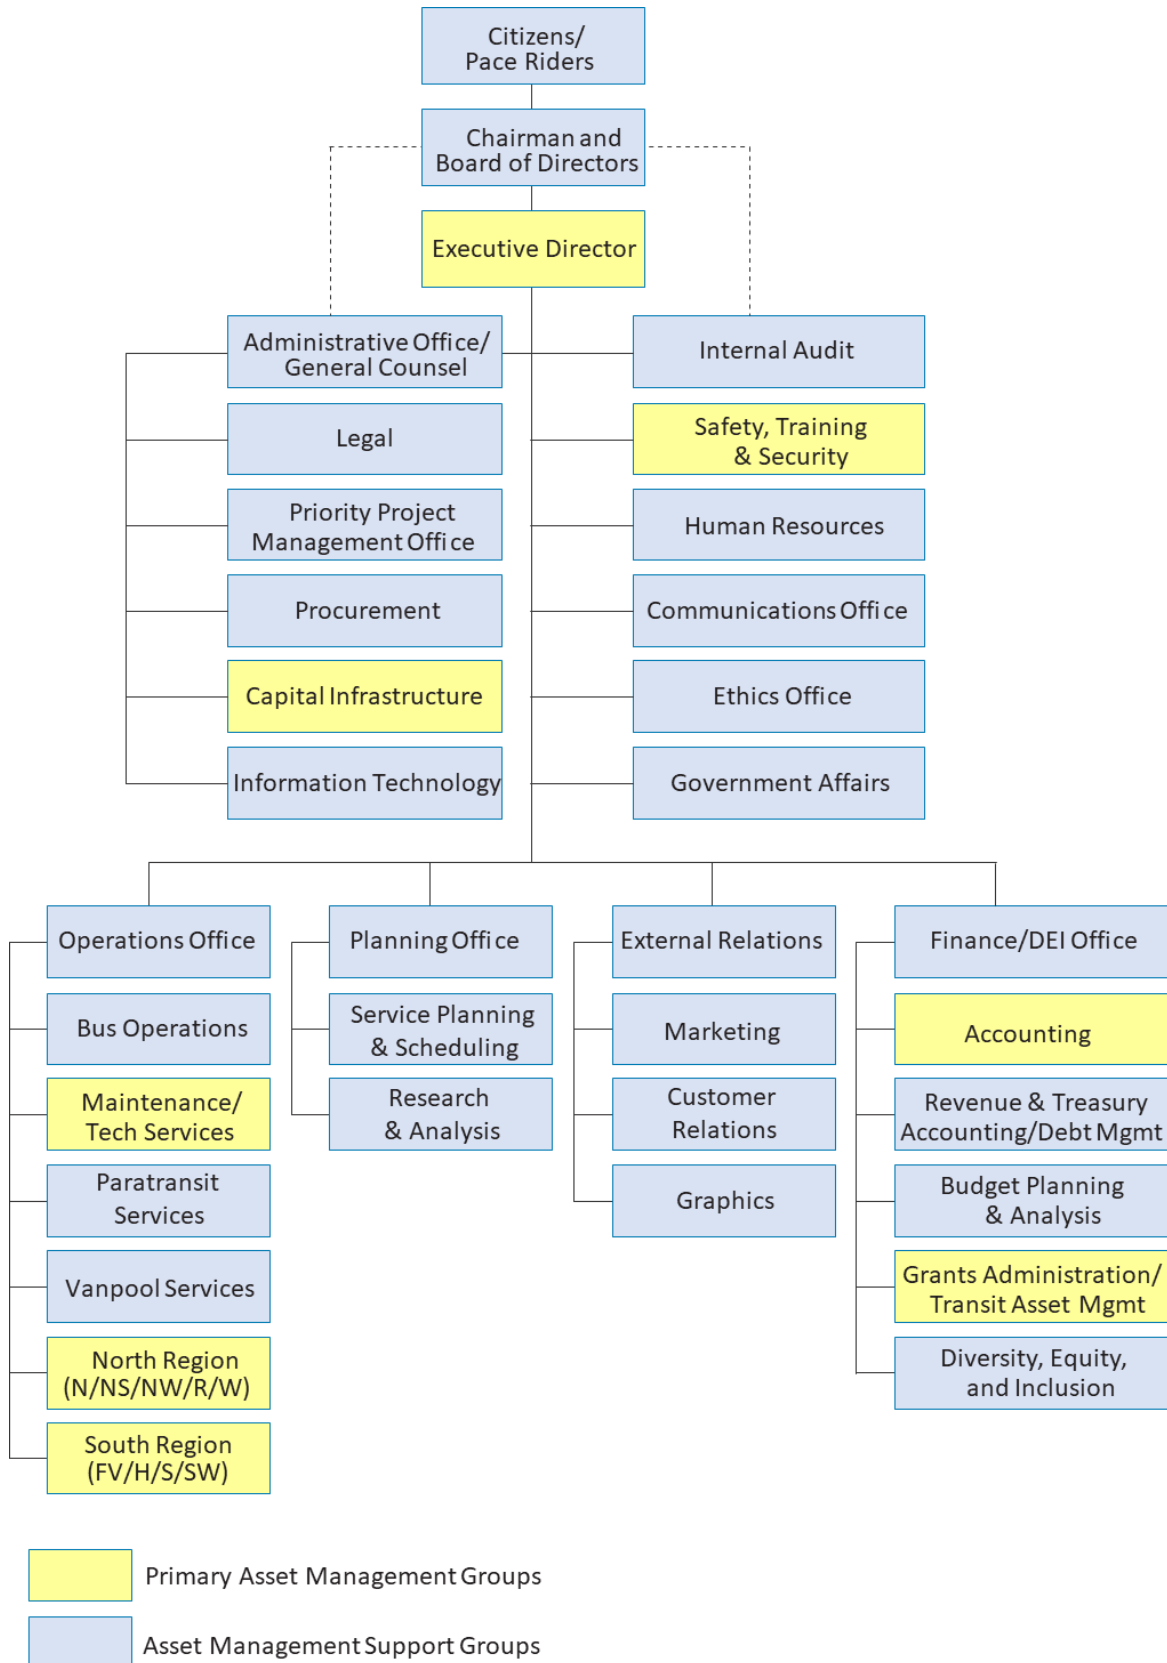 Citizens/
Pace Riders
Chairman and
Board of Directors
Executive Director
Administrative Office/
General Counsel
Legal
Priority Project
Management Office
Procurement
Capital Infrastructure
Information Technology
Internal Audit
Safety, Training
& Security
Human Resources
Communications Office
Ethics Office
Government Affairs
Operations Office
Bus Operations
Maintenance/
Tech Services
Paratransit
Services
Vanpool Services
North Region
(N/NS/NW/R/W)
South Region
(FV/H/S/SW)
Planning Office
Service Planning
& Scheduling
Research
& Analysis
External Relations
Marketing
Customer
Relations
Graphics
Finance/DEI Office
Accounting
Revenue & Treasury
Accounting/Debt Mgmt
Budget Planning
& Analysis
Grants Administration/
Transit Asset Mgmt
Diversity, Equity,
and Inclusion
Primary Asset Management Groups
Asset Management Support Groups